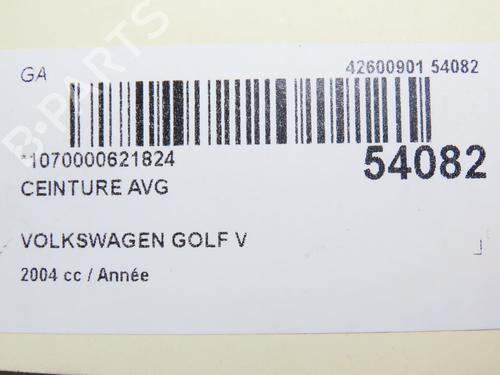 GA
42600901 54082
*1070000621824
54082
CEINTURE AVG
VOLKSWAGEN GOLF V
2004 cc / Année
B-PARTS